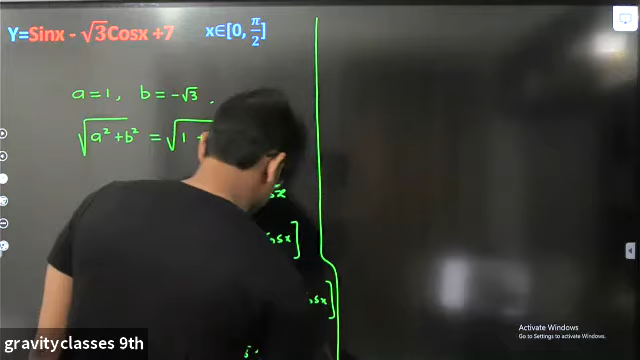 Y=Sinx - √3Cosx +7 x∈[0, π/2]
a = 1, b = -√3.
√a² + b² = √1 +
Activate Windows
Go to Settings to activate Windows.
gravityclasses 9th